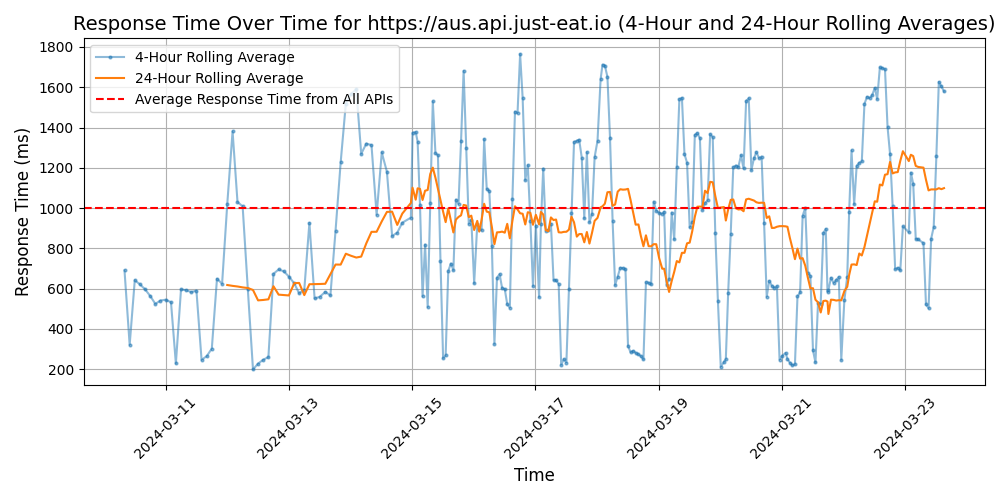 Response Time Over Time for https://aus.api.just-eat.io (4-Hour and 24-Hour Rolling Averages)
4-Hour Rolling Average
24-Hour Rolling Average
Average Response Time from All APIs
Response Time (ms)
1800
1600
1400
1200
1000
800
600
400
200
2024-03-11
2024-03-13
2024-03-15
2024-03-17
2024-03-19
2024-03-21
2024-03-23
Time